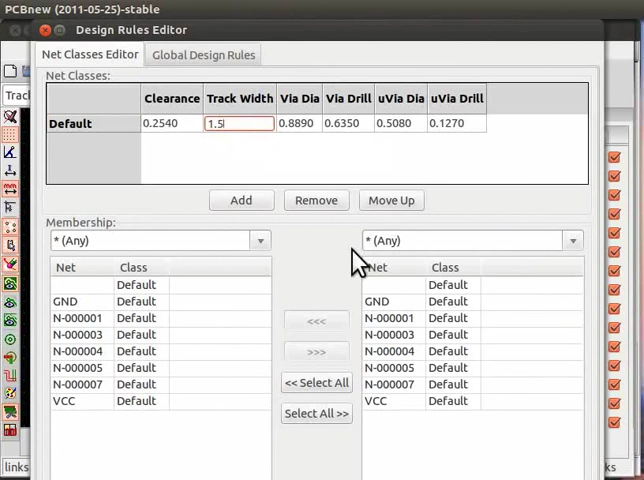 PCBnew (2011-05-25)-stable
Design Rules Editor
Net Classes Editor Global Design Rules
Net Classes:
Clearance Track Width Via Dia Via Drill uVia Dia uVia Drill
Default 0.2540 1.5 0.8890 0.6350 0.5080 0.1270
Add Remove Move Up
Membership:
* (Any) * (Any)
Net Class Net Class
Default Default
GND Default GND Default
N-000001 Default <<< N-000001 Default
N-000003 Default N-000003 Default
N-000004 Default >>> N-000004 Default
N-000005 Default N-000005 Default
N-000007 Default << Select All N-000007 Default
VCC Default VCC Default
Select All >>
links ks
Trac